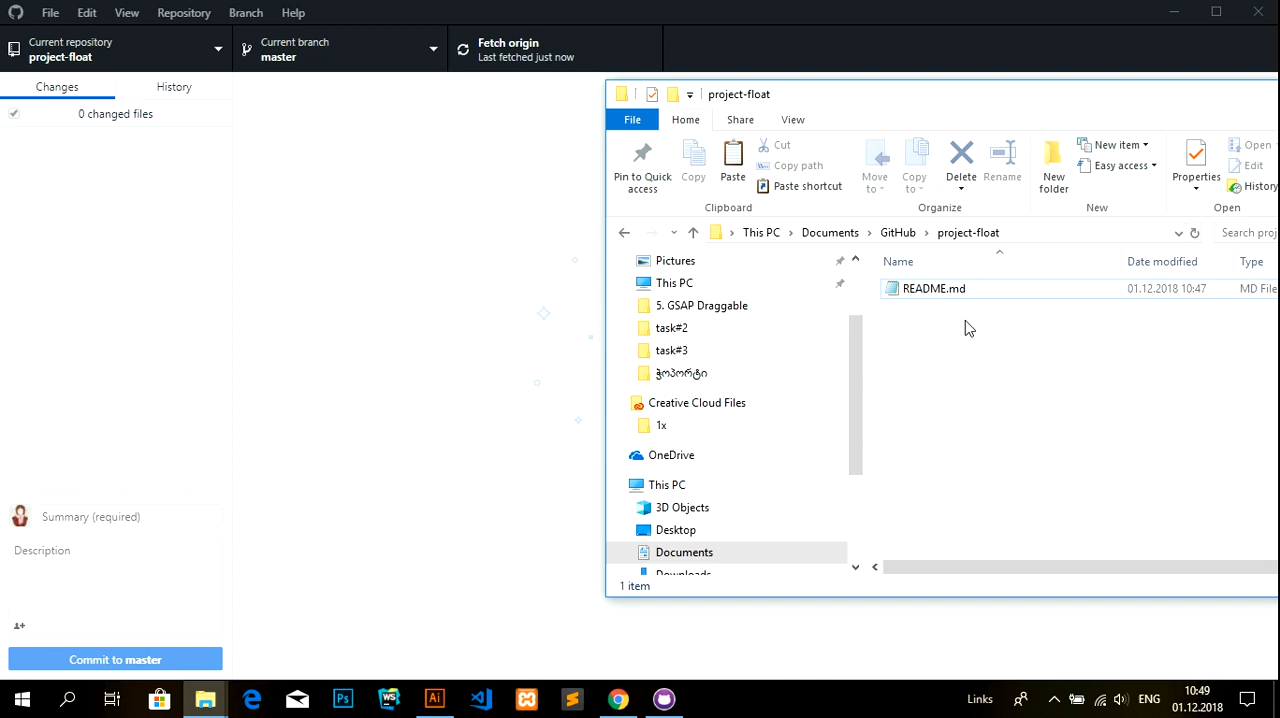 File Edit View Repository Branch Help
Current repository
project-float
Current branch
master
Fetch origin
Last fetched just now
Changes
History
0 changed files
Summary (required)
Description
Commit to master
project-float
File
Home
Share
View
Pin to Quick access
Copy
Paste
Cut
Copy path
Paste shortcut
Clipboard
Move to
Copy to
Delete
Rename
Organize
New folder
New item
Easy access
New
Properties
Open
Edit
History
Open
This PC > Documents > GitHub > project-float
Search proj
Name
Date modified
Type
README.md
01.12.2018 10:47
MD File
Pictures
This PC
5. GSAP Draggable
task#2
task#3
ჭოპორტი
Creative Cloud Files
1x
OneDrive
This PC
3D Objects
Desktop
Documents
Downloads
1 item
Links
ENG
10:49
01.12.2018